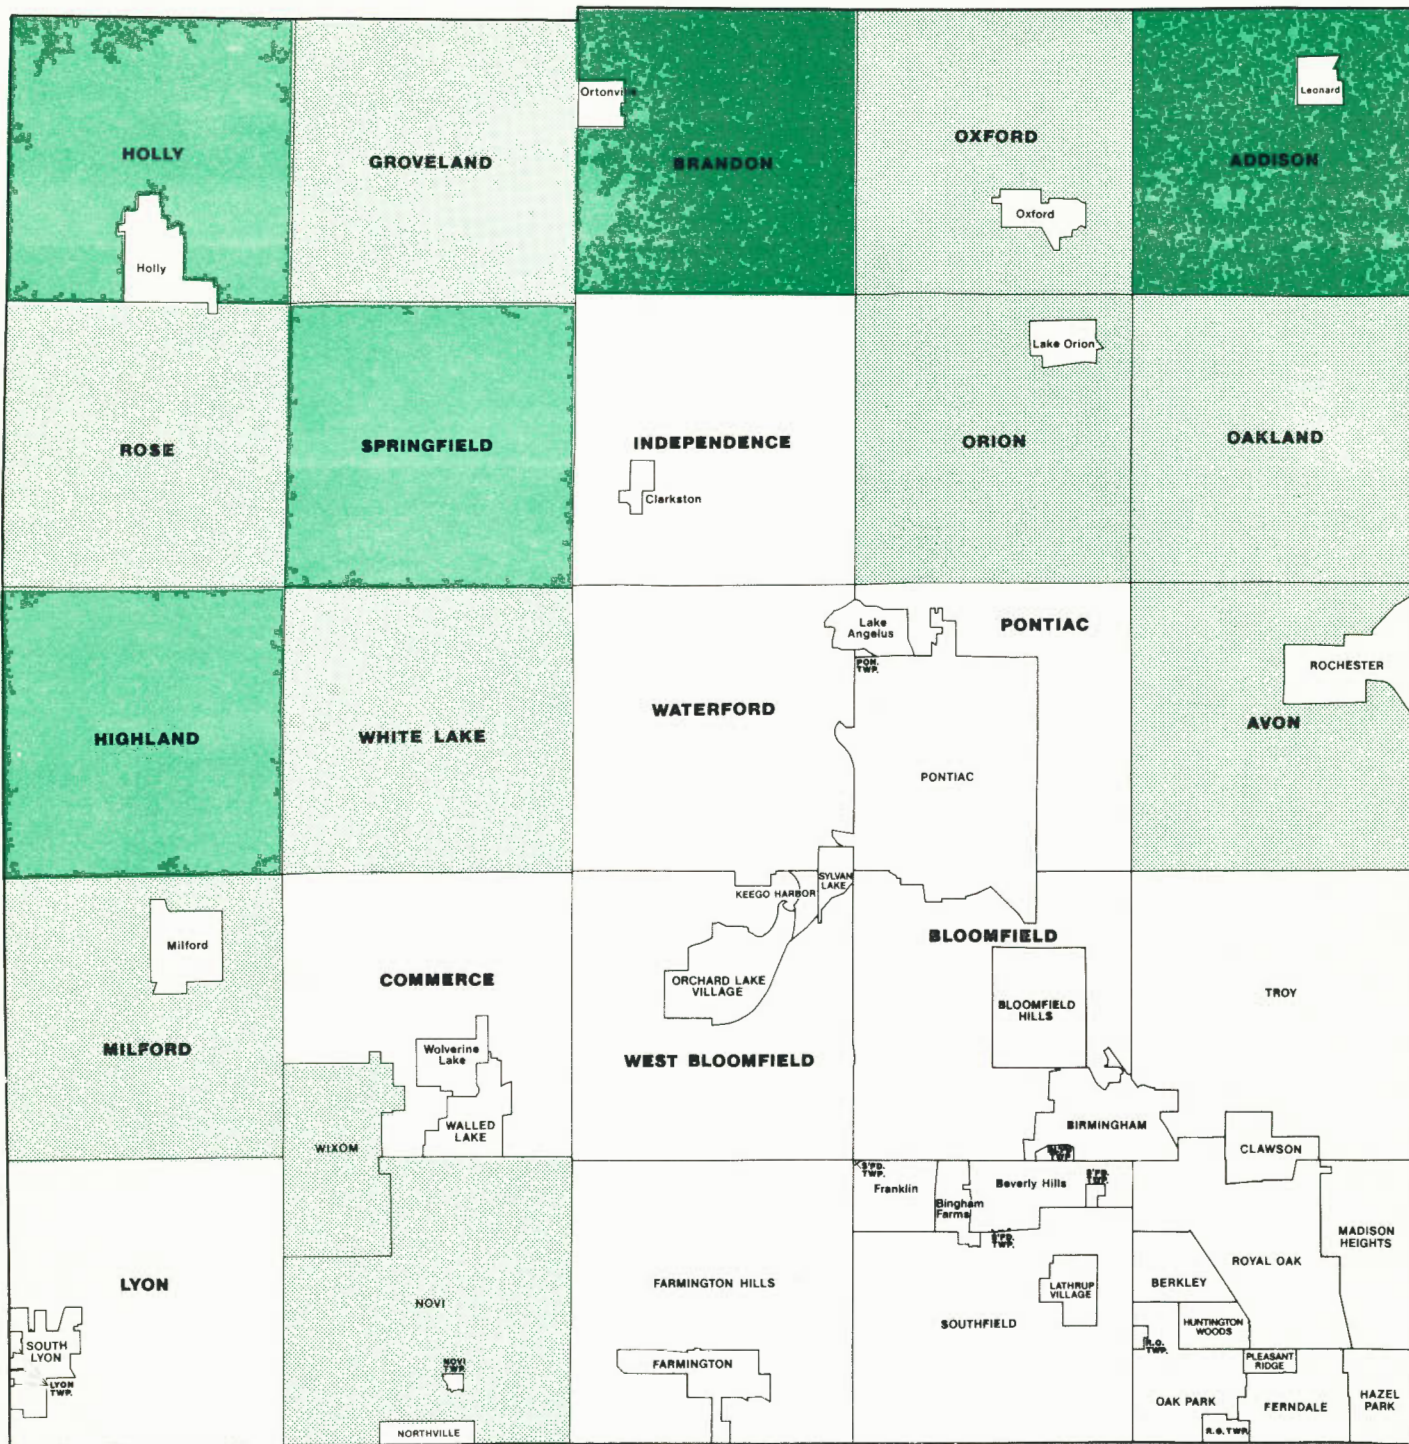 Ortonville
Leonard
HOLLY
GROVELAND
BRANDON
OXFORD
ADDISON
Oxford
Holly
Lake Orion
ROSE
SPRINGFIELD
INDEPENDENCE
ORION
OAKLAND
Clarkston
Lake
Angelus
PONTIAC
PON.
TWP.
ROCHESTER
HIGHLAND
WHITE LAKE
WATERFORD
AVON
PONTIAC
KEEGO HARBOR
SYLVAN
LAKE
Milford
COMMERCE
ORCHARD LAKE
VILLAGE
BLOOMFIELD
BLOOMFIELD
HILLS
TROY
MILFORD
Wolverine
Lake
WEST BLOOMFIELD
WALLED
LAKE
BIRMINGHAM
WIXOM
CLAWSON
S'FD.
TWP.
Franklin
Bingham
Farms
Beverly Hills
S'FD.
TWP.
S'FD.
TWP.
MADISON
HEIGHTS
LYON
NOVI
FARMINGTON HILLS
SOUTHFIELD
LATHRUP
VILLAGE
BERKLEY
ROYAL OAK
HUNTINGTON
WOODS
SOUTH
LYON
LYON
TWP.
NOVI
TWP.
FARMINGTON
R.O.
TWP.
PLEASANT
RIDGE
OAK PARK
FERNDALE
HAZEL
PARK
NORTHVILLE
R.O. TWP.